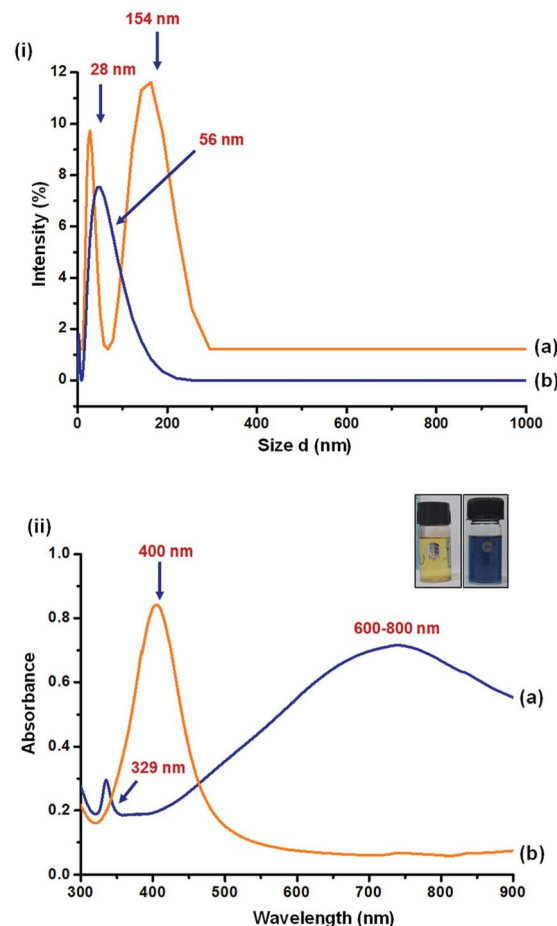 (i)
154 nm
28 nm
56 nm
12
10
8
6
4
2
0
Intensity (%)
(a)
(b)
0 200 400 600 800 1000
Size d (nm)
(ii)
400 nm
600-800 nm
329 nm
1.0
0.8
0.6
0.4
0.2
0.0
Absorbance
(a)
(b)
300 400 500 600 700 800 900
Wavelength (nm)